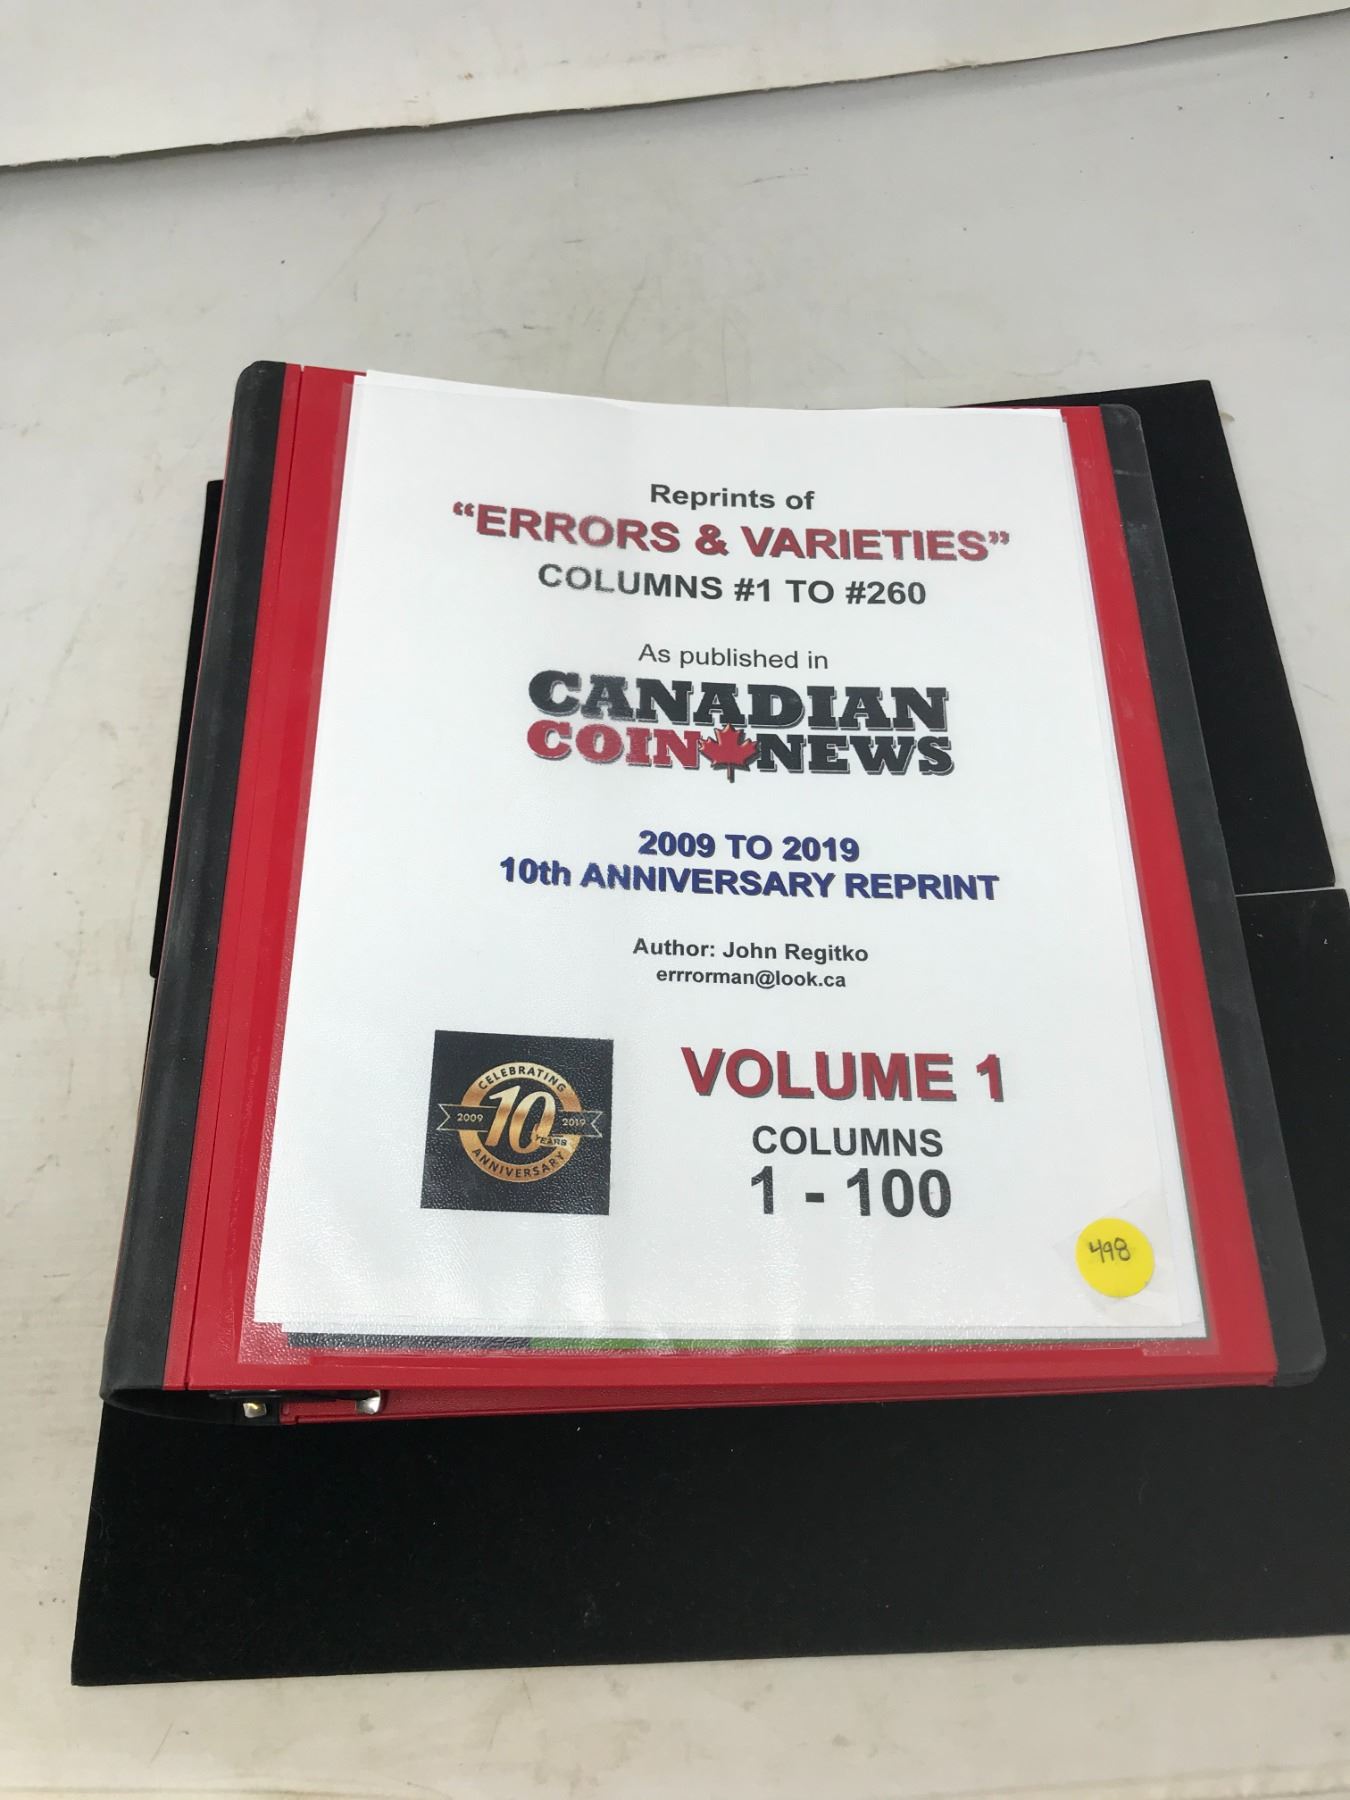 Reprints of
“ERRORS & VARIETIES”
COLUMNS #1 TO #260
As published in
CANADIAN
COIN NEWS
2009 TO 2019
10th ANNIVERSARY REPRINT
Author: John Regitko
errrorman@look.ca
CELEBRATING
2009 10 YEARS 2019
ANNIVERSARY
VOLUME 1
COLUMNS
1 - 100
498